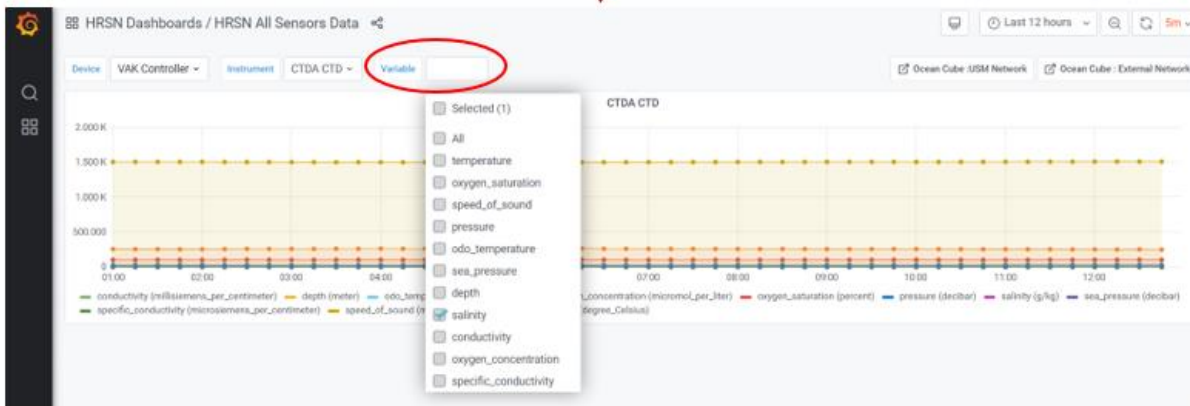 HRSN Dashboards / HRSN All Sensors Data
Last 12 hours
5m
Device VAK Controller Instrument CTDA CTD Variable
Ocean Cube :USM Network
Ocean Cube : External Network
CTDA CTD
2.000 K
1.500 K
1.000 K
500.000
0
01:00 02:00 03:00 04:00 07:00 08:00 09:00 10:00 11:00 12:00
conductivity (millisiemens_per_centimeter) depth (meter) odo_temp n_concentration (micromol_per_liter) oxygen_saturation (percent) pressure (decibar) salinity (g/kg) sea_pressure (decibar)
specific_conductivity (microsiemens_per_centimeter) speed_of_sound (m degree_Celsius)
Selected (1)
All
temperature
oxygen_saturation
speed_of_sound
pressure
odo_temperature
sea_pressure
depth
salinity
conductivity
oxygen_concentration
specific_conductivity